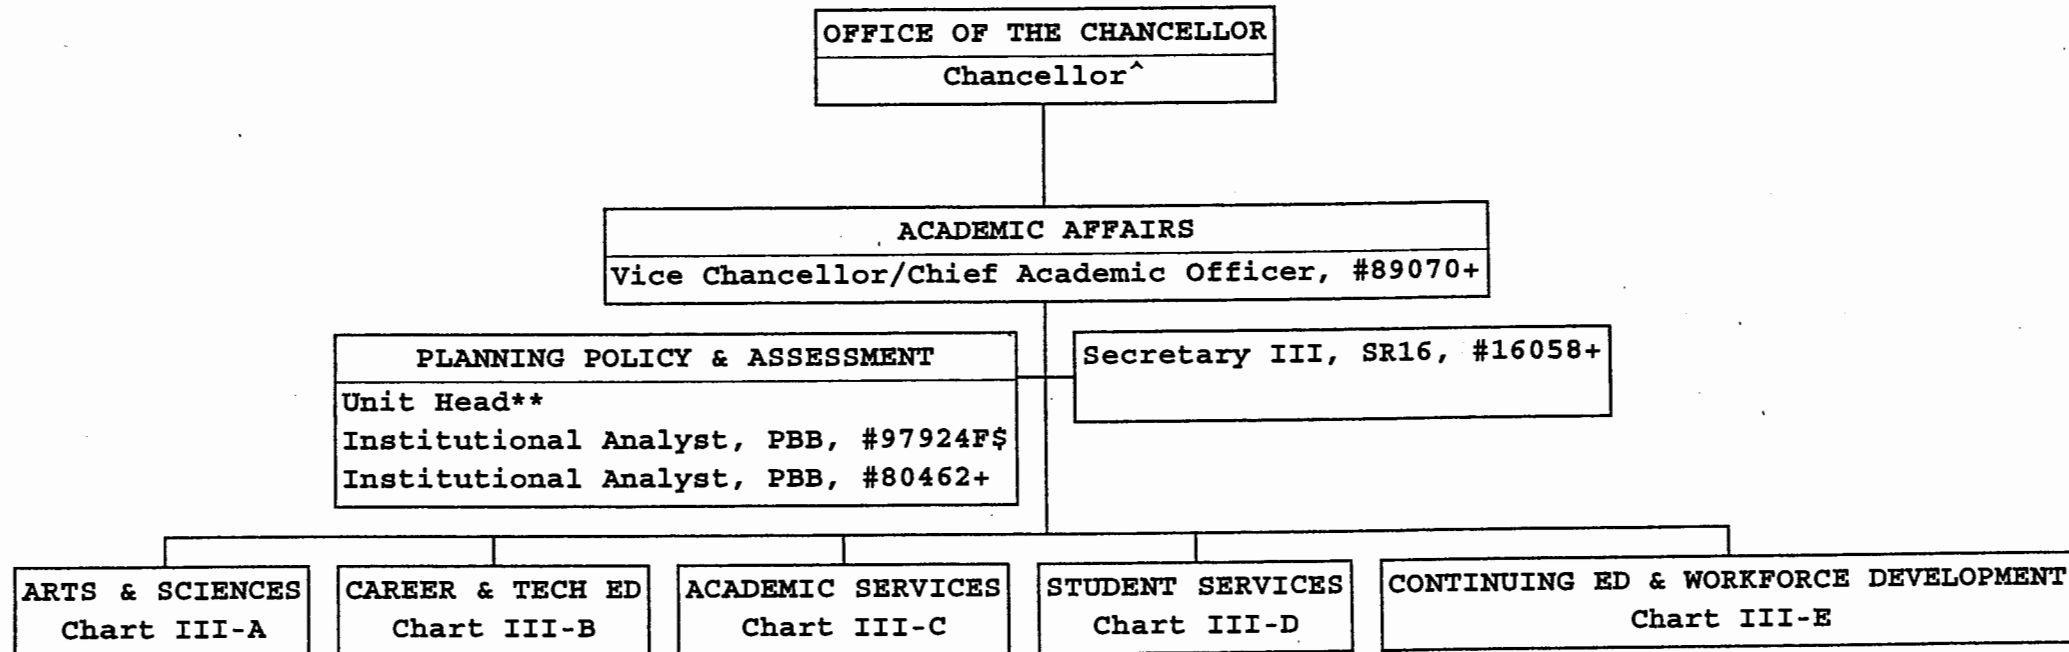 OFFICE OF THE CHANCELLOR
Chancellor^
ACADEMIC AFFAIRS
Vice Chancellor/Chief Academic Officer, #89070+
PLANNING POLICY & ASSESSMENT
Unit Head**
Institutional Analyst, PBB, #97924F$
Institutional Analyst, PBB, #80462+
Secretary III, SR16, #16058+
ARTS & SCIENCES
Chart III-A
CAREER & TECH ED
Chart III-B
ACADEMIC SERVICES
Chart III-C
STUDENT SERVICES
Chart III-D
CONTINUING ED & WORKFORCE DEVELOPMENT
Chart III-E